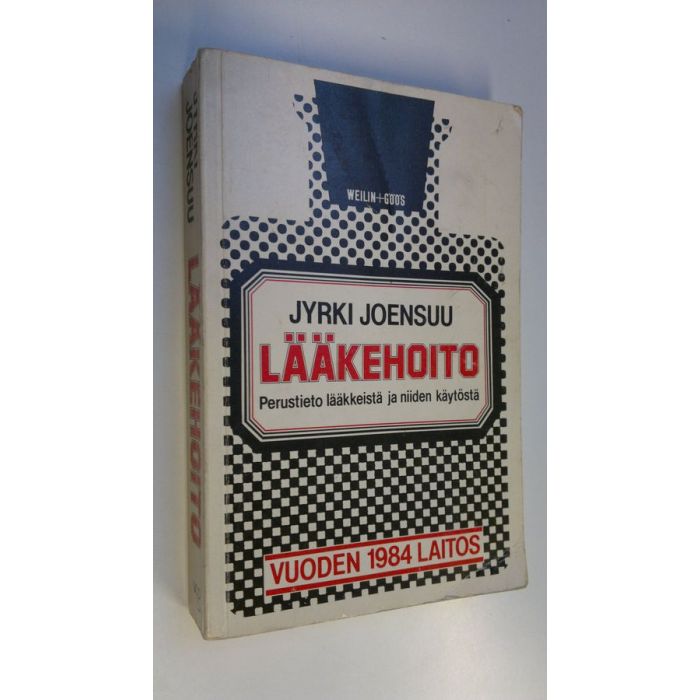 WEILIN+GÖÖS
JYRKI JOENSUU
LÄÄKEHOITO
Perustieto lääkkeistä ja niiden käytöstä
VUODEN 1984 LAITOS
JYRKI JOENSUU
LÄÄKEHOITO